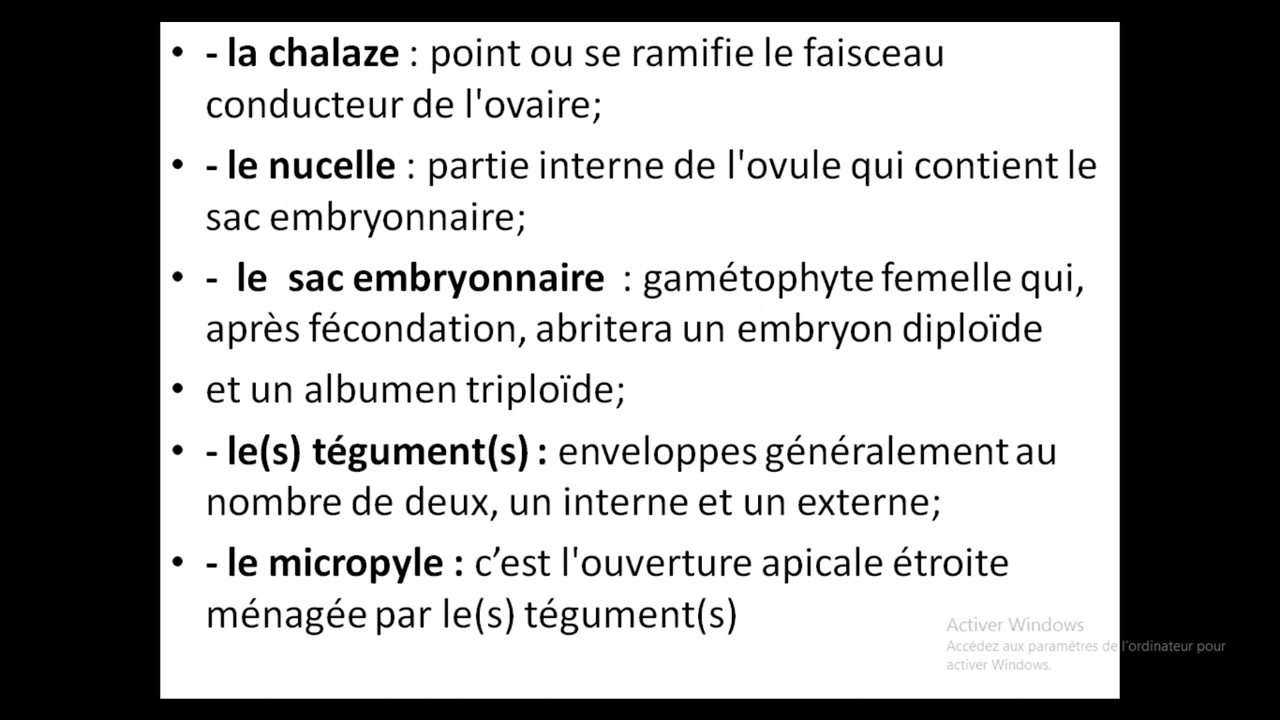 • - la chalaze : point ou se ramifie le faisceau
conducteur de l'ovaire;
• - le nucelle : partie interne de l'ovule qui contient le
sac embryonnaire;
• - le sac embryonnaire : gamétophyte femelle qui,
après fécondation, abritera un embryon diploïde
• et un albumen triploïde;
• - le(s) tégument(s) : enveloppes généralement au
nombre de deux, un interne et un externe;
• - le micropyle : c’est l'ouverture apicale étroite
ménagée par le(s) tégument(s)
Activer Windows
Accédez aux paramètres de l'ordinateur pour
activer Windows.